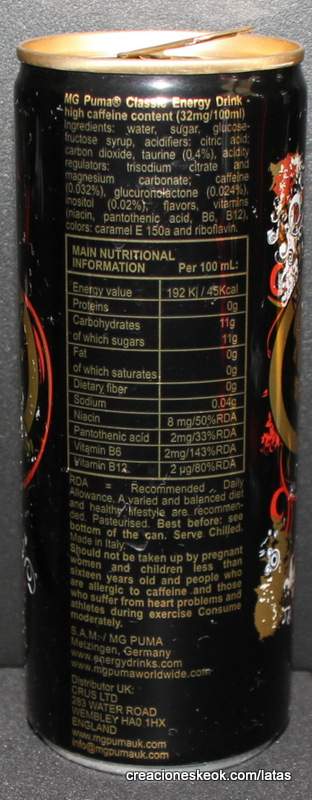 MG Puma® Classic Energy Drink
high caffeine content (32mg/100ml)
Ingredients: water, sugar, glucose-
fructose syrup, acidifiers: citric acid;
carbon dioxide, taurine (0,4%), acidity
regulators: trisodium citrate and
magnesium carbonate; caffeine
(0.032%), glucuronolactone (0.024%),
inositol (0.02%), flavors, vitamins
(niacin, pantothenic acid, B6, B12),
colors: caramel E 150a and riboflavin.
MAIN NUTRITIONAL
INFORMATION Per 100 mL:
Energy value 192 Kj / 45Kcal
Proteins 0g
Carbohydrates 11g
of which sugars 11g
Fat 0g
of which saturates 0g
Dietary fiber 0g
Sodium 0.04g
Niacin 8 mg/50%RDA
Pantothenic acid 2mg/33%RDA
Vitamin B6 2mg/143%RDA
Vitamin B12 2 µg/80%RDA
RDA = Recommended Daily
Allowance. A varied and balanced diet
and healthy lifestyle are recommen-
ded. Pasteurised. Best before: see
bottom of the can. Serve Chilled.
Made in Italy.
Should not be taken up by pregnant
women and children less than
sixteen years old and people who
are allergic to caffeine and those
who suffer from heart problems and
athletes during exercise Consume
moderately.
S.A.M. / MG PUMA
Metzingen, Germany
www.energydrinks.com
www.mgpumaworldwide.com
Distributor UK:
CRUS LTD
283 WATER ROAD
WEMBLEY HA0 1HX
ENGLAND
www.mgpumauk.com
info@mgpumauk.com
creacioneskeok.com/latas